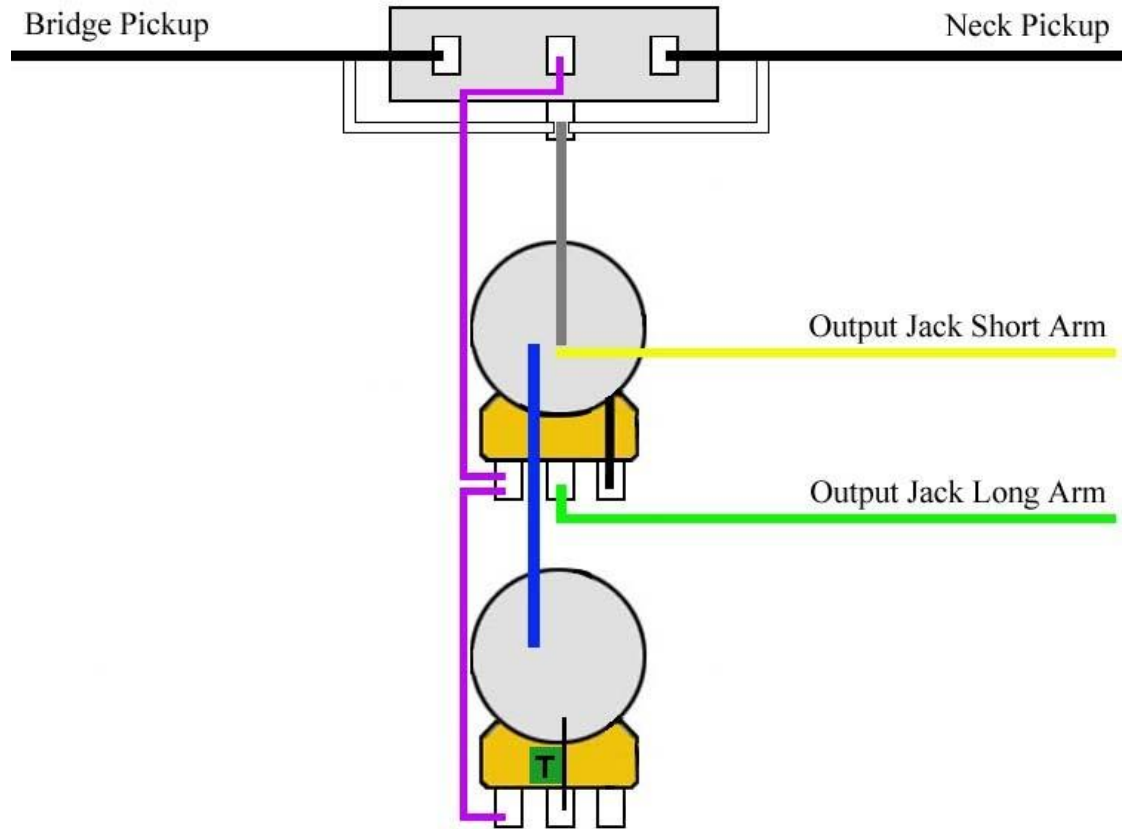 Bridge Pickup
Neck Pickup
Output Jack Short Arm
Output Jack Long Arm
T